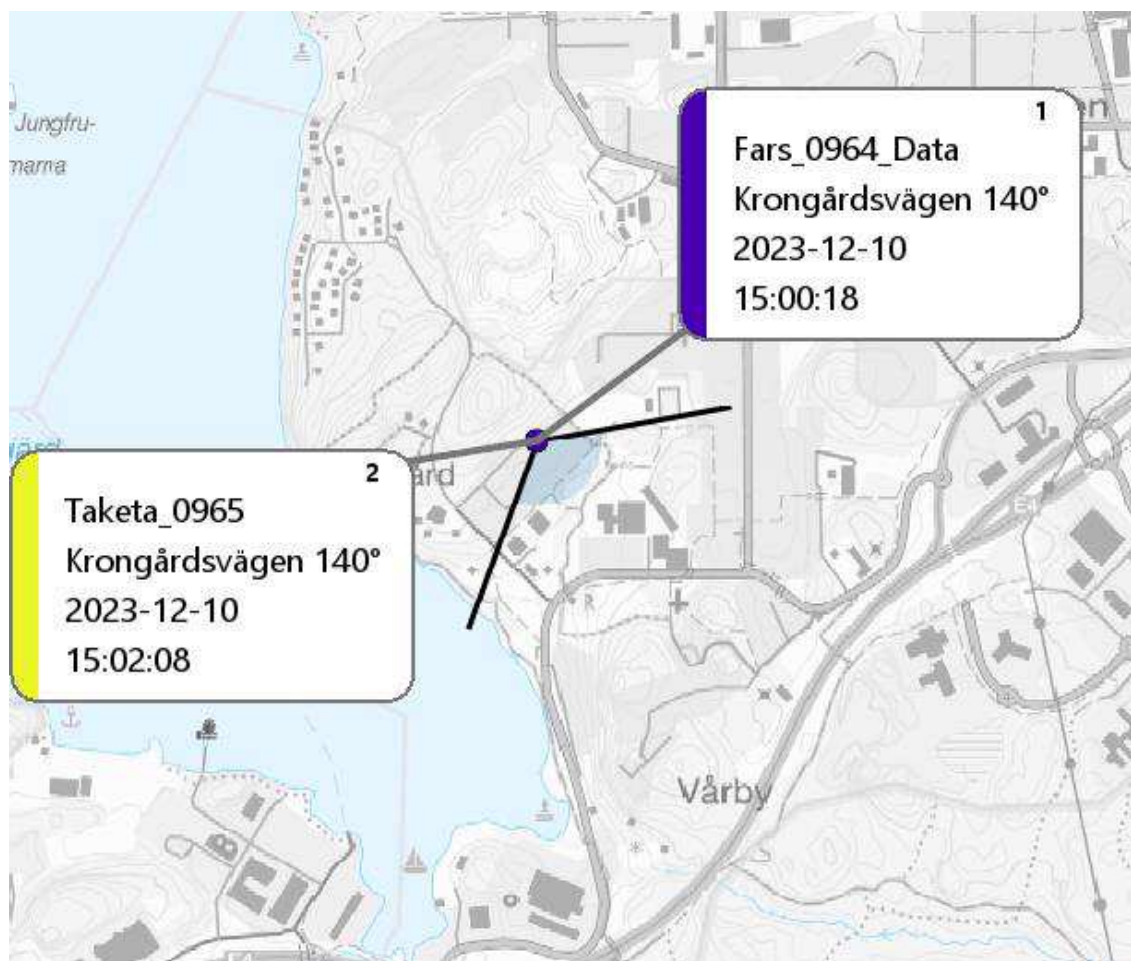 Jungfru-
marna
1
Fars_0964_Data
Krongårdsvägen 140°
2023-12-10
15:00:18
2
Taketa_0965
Krongårdsvägen 140°
2023-12-10
15:02:08
Vårby